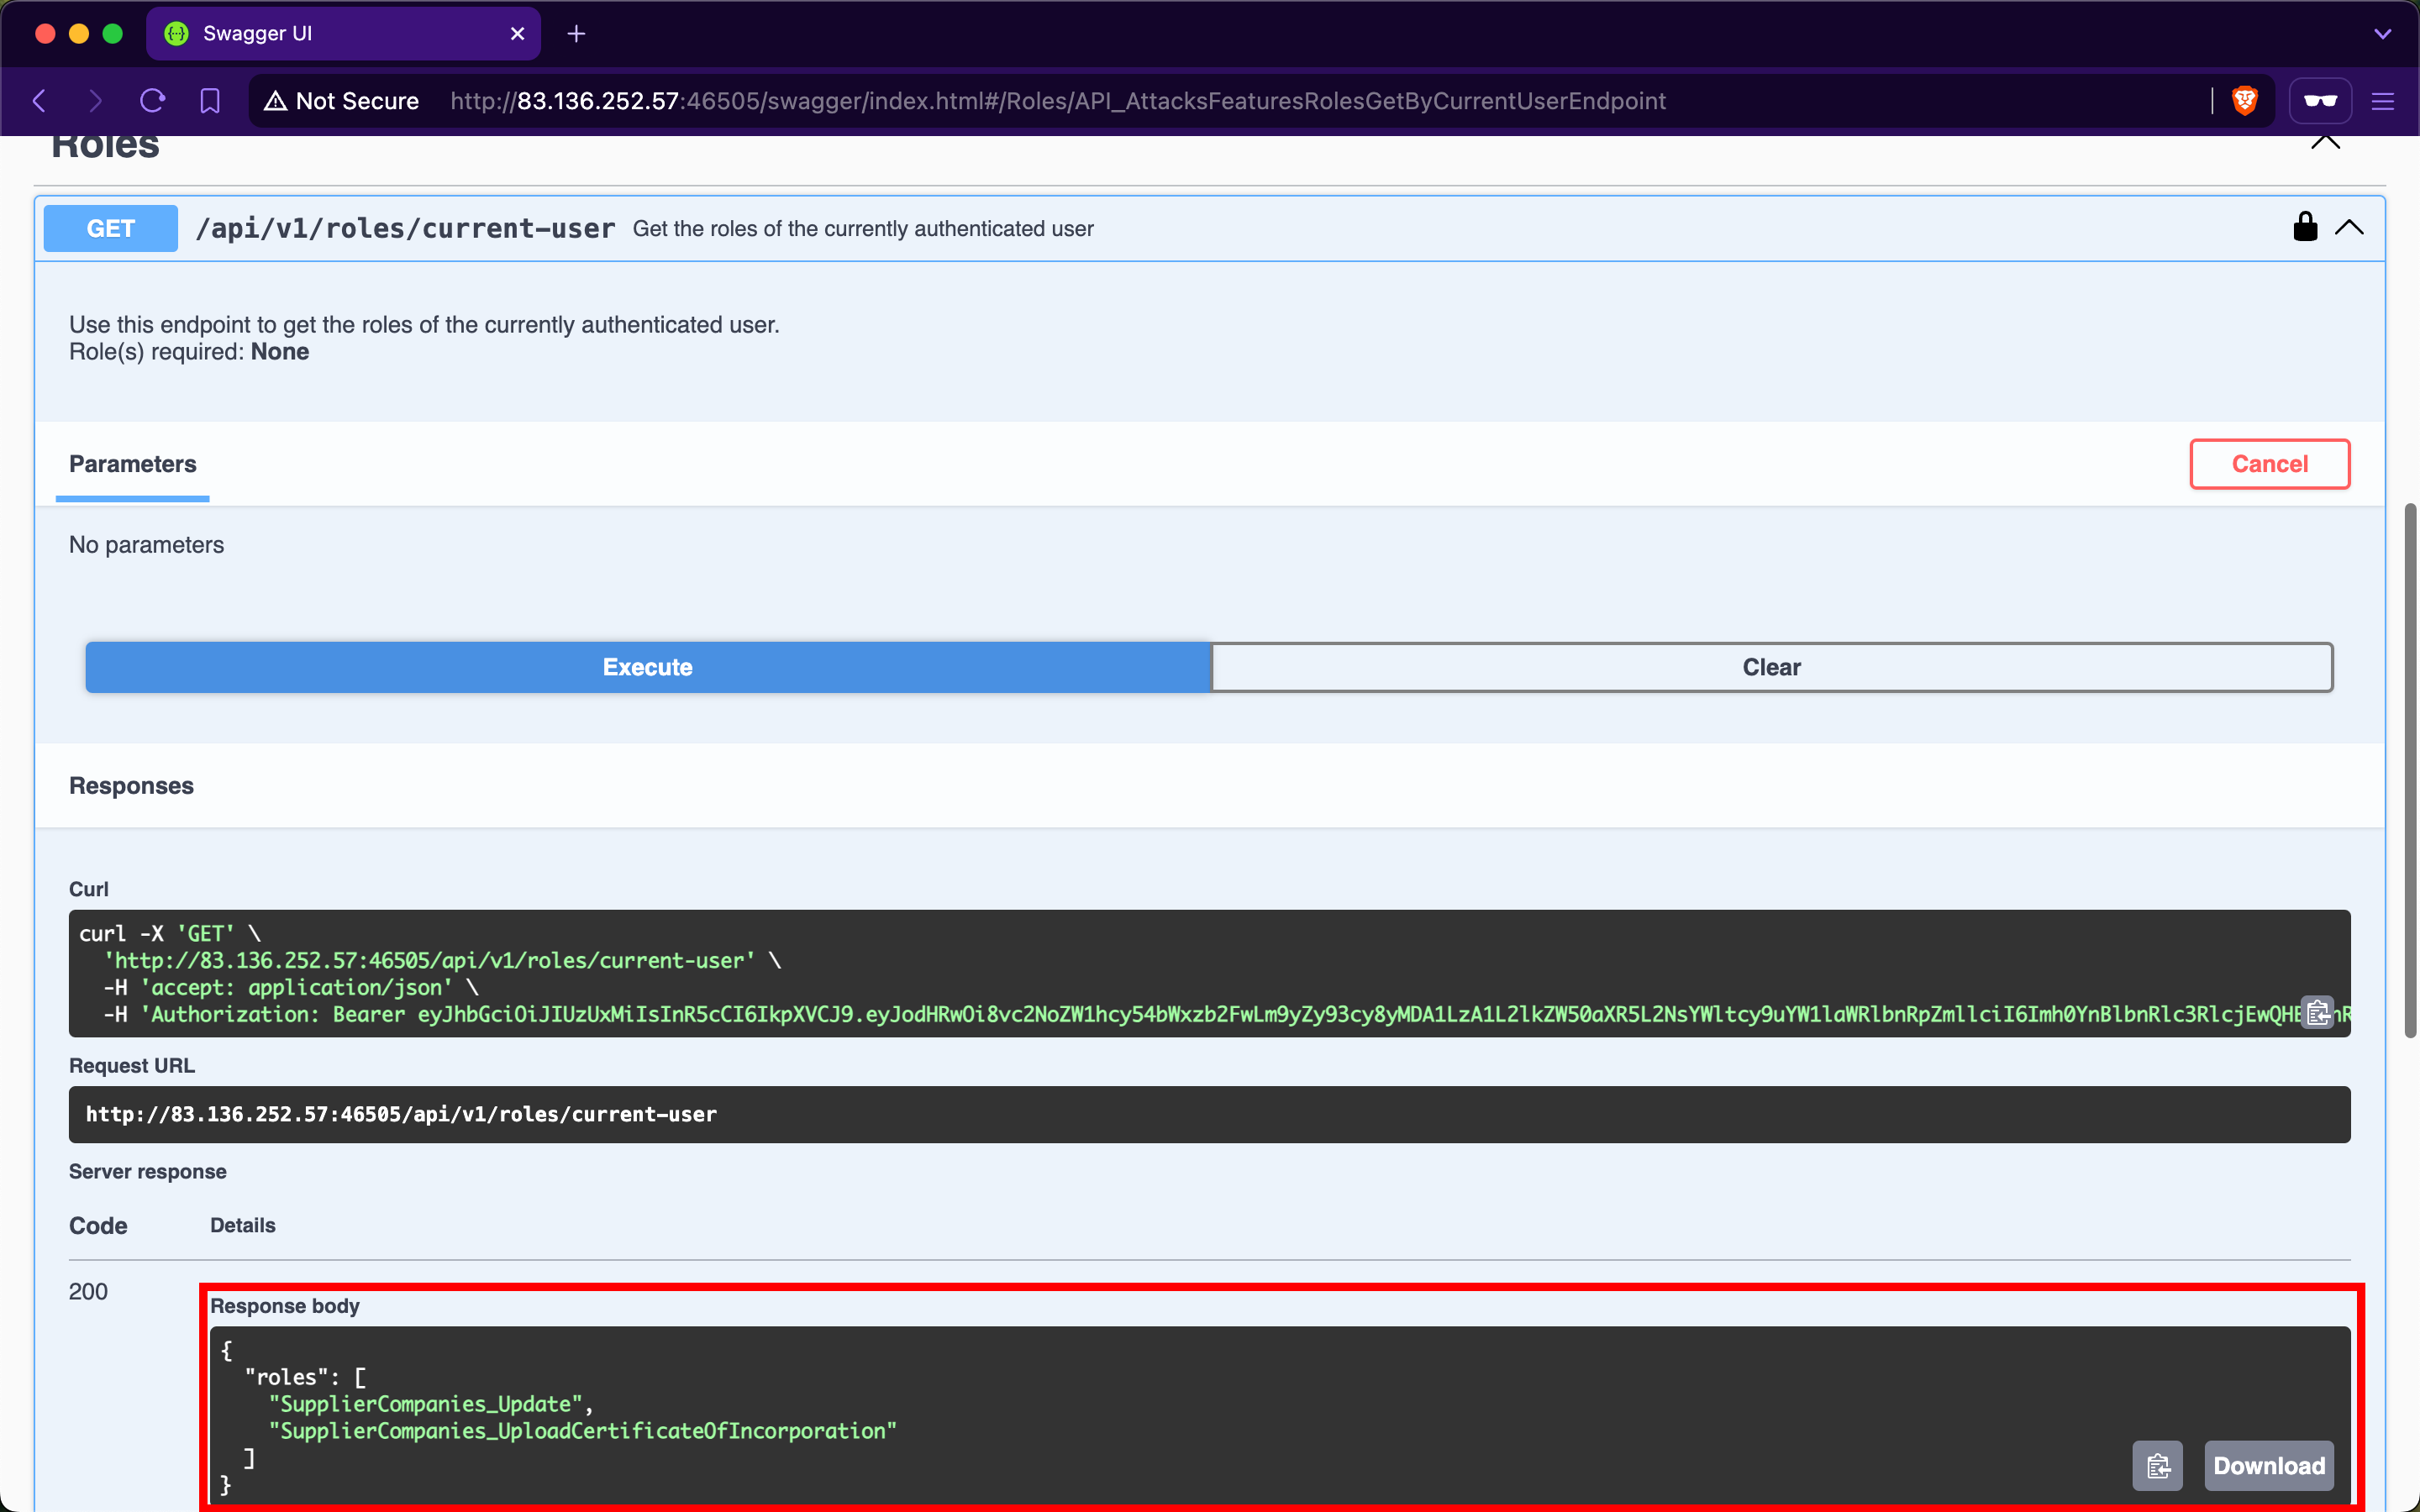 Swagger UI
Not Secure http://83.136.252.57:46505/swagger/index.html#/Roles/API_AttacksFeaturesRolesGetByCurrentUserEndpoint
Roles
GET /api/v1/roles/current-user Get the roles of the currently authenticated user
Use this endpoint to get the roles of the currently authenticated user.
Role(s) required: None
Parameters
Cancel
No parameters
Execute
Clear
Responses
Curl
curl -X 'GET' \
'http://83.136.252.57:46505/api/v1/roles/current-user' \
-H 'accept: application/json' \
-H 'Authorization: Bearer eyJhbGciOiJIUzUxMiIsInR5cCI6IkpXVCJ9.eyJodHRwOi8vc2NoZW1hcy54bWxzb2FwLm9yZy93cy8yMDA1LzA1L2lkZW50aXR5L2NsYWltcy9uYW1laWRlbnRpZmllciI6Imh0YnBlbnRlc3RlcjEwQH
Request URL
http://83.136.252.57:46505/api/v1/roles/current-user
Server response
Code Details
200
Response body
{
"roles": [
"SupplierCompanies_Update",
"SupplierCompanies_UploadCertificateOfIncorporation"
]
}
Download